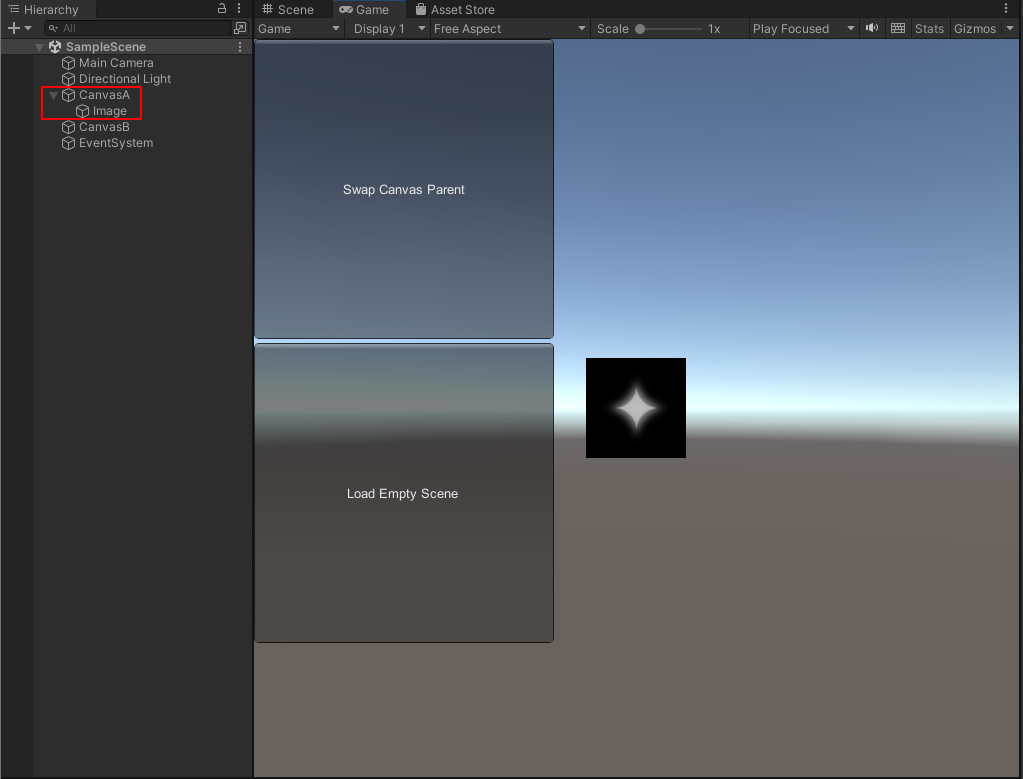 Hierarchy
All
SampleScene
Main Camera
Directional Light
CanvasA
Image
CanvasB
EventSystem
Scene Game Asset Store
Game Display 1 Free Aspect Scale 1x Play Focused Stats Gizmos
Swap Canvas Parent
Load Empty Scene